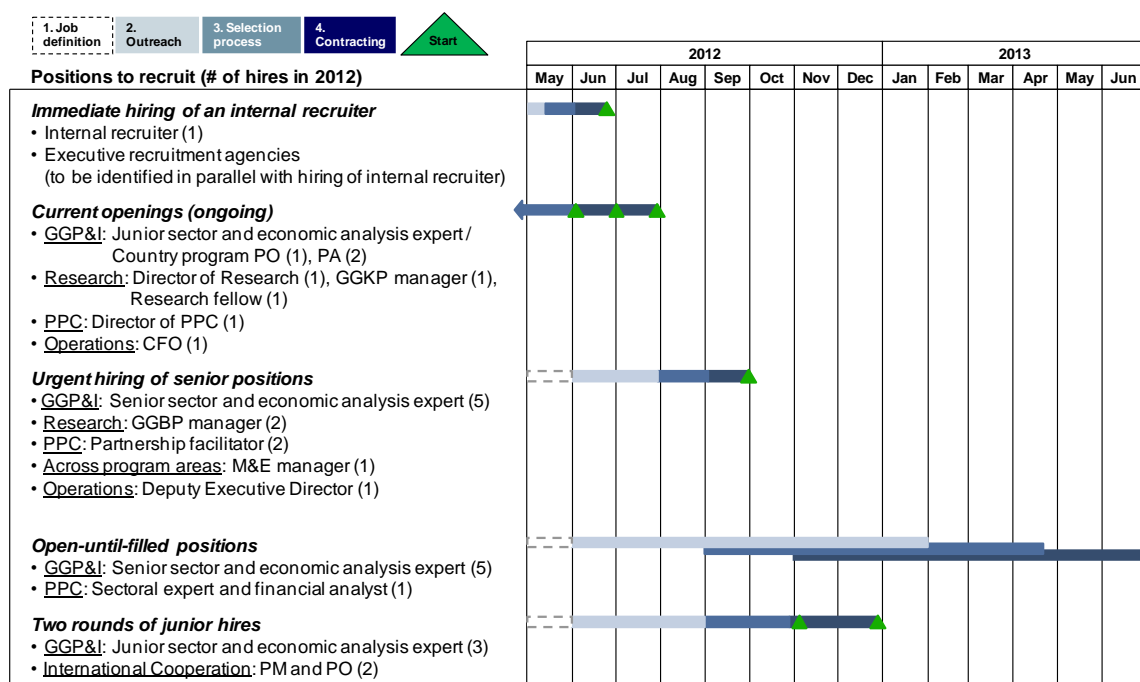 1. Job definition
2. Outreach
3. Selection process
4. Contracting
Start
Positions to recruit (# of hires in 2012)
2012 2013
May Jun Jul Aug Sep Oct Nov Dec Jan Feb Mar Apr May Jun
Immediate hiring of an internal recruiter
• Internal recruiter (1)
• Executive recruitment agencies
(to be identified in parallel with hiring of internal recruiter)
Current openings (ongoing)
• GGP&I: Junior sector and economic analysis expert /
Country program PO (1), PA (2)
• Research: Director of Research (1), GGKP manager (1),
Research fellow (1)
• PPC: Director of PPC (1)
• Operations: CFO (1)
Urgent hiring of senior positions
• GGP&I: Senior sector and economic analysis expert (5)
• Research: GGBP manager (2)
• PPC: Partnership facilitator (2)
• Across program areas: M&E manager (1)
• Operations: Deputy Executive Director (1)
Open-until-filled positions
• GGP&I: Senior sector and economic analysis expert (5)
• PPC: Sectoral expert and financial analyst (1)
Two rounds of junior hires
• GGP&I: Junior sector and economic analysis expert (3)
• International Cooperation: PM and PO (2)